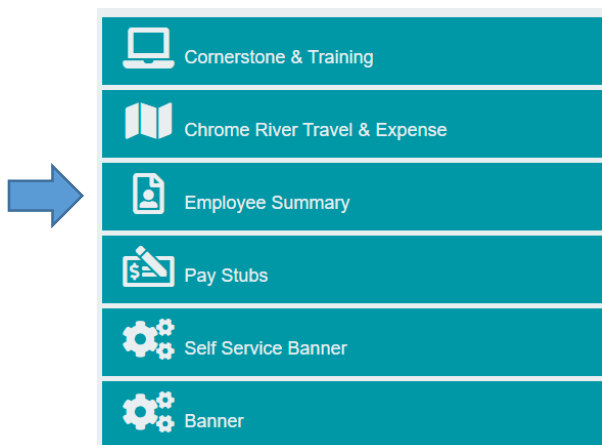 Cornerstone & Training
Chrome River Travel & Expense
Employee Summary
$
Pay Stubs
Self Service Banner
Banner